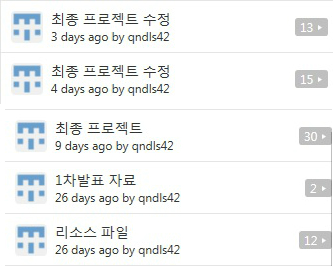 최종 프로젝트 수정
13
3 days ago by qndls42
최종 프로젝트 수정
15
4 days ago by qndls42
최종 프로젝트
30
9 days ago by qndls42
1차발표 자료
2
26 days ago by qndls42
리소스 파일
12
26 days ago by qndls42